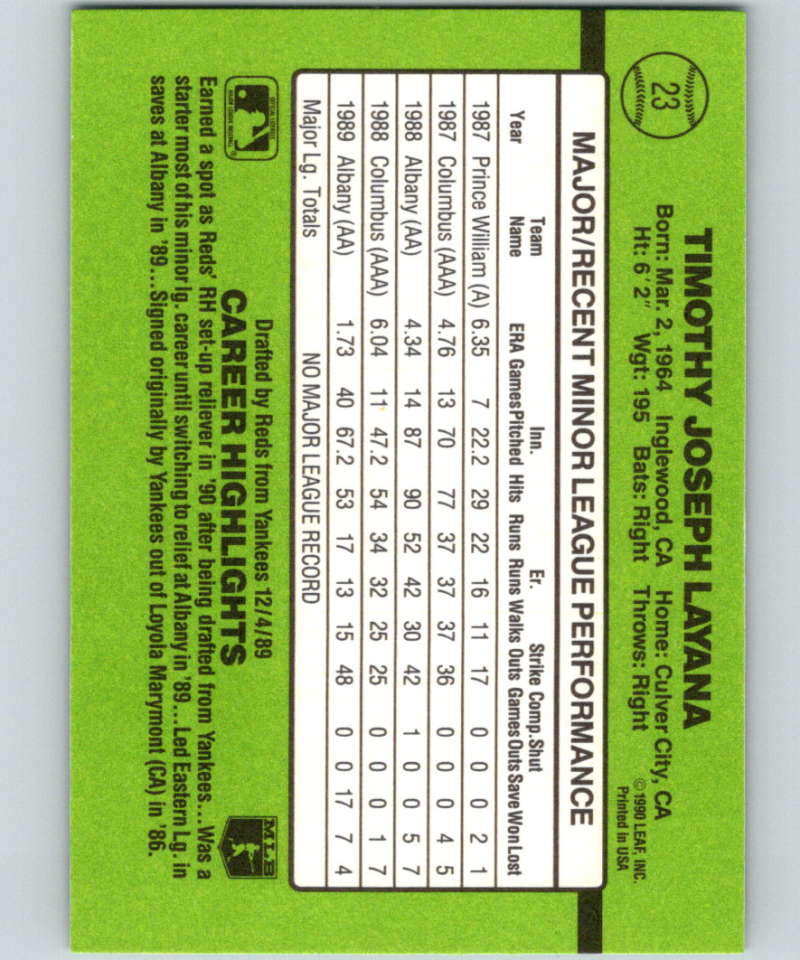 23
TIMOTHY JOSEPH LAYANA
Born: Mar. 2, 1964 Inglewood, CA Home: Culver City, CA
Ht: 6'2" Wgt: 195 Bats: Right Throws: Right
©1990 LEAF, INC.
Printed in USA
MAJOR/RECENT MINOR LEAGUE PERFORMANCE
Year Team Name ERA Games Inn. Pitched Hits Runs Er. Runs Walks Strike Outs Comp. Games Shut Outs Save Won Lost
1987 Prince William (A) 6.35 7 22.2 29 22 16 11 17 0 0 0 2 1
1987 Columbus (AAA) 4.76 13 70 77 37 37 37 36 0 0 0 4 5
1988 Albany (AA) 4.34 14 87 90 52 42 30 42 1 0 0 5 7
1988 Columbus (AAA) 6.04 11 47.2 54 34 32 25 25 0 0 0 1 7
1989 Albany (AA) 1.73 40 67.2 53 17 13 15 48 0 0 17 7 4
Major Lg. Totals NO MAJOR LEAGUE RECORD
Drafted by Reds from Yankees 12/4/89
CAREER HIGHLIGHTS
MLB
Earned a spot as Reds' RH set-up reliever in '90 after being drafted from Yankees...Was a
starter most of his minor lg. career until switching to relief at Albany in '89...Led Eastern Lg. in
saves at Albany in '89...Signed originally by Yankees out of Loyola Marymont (CA) in '86.